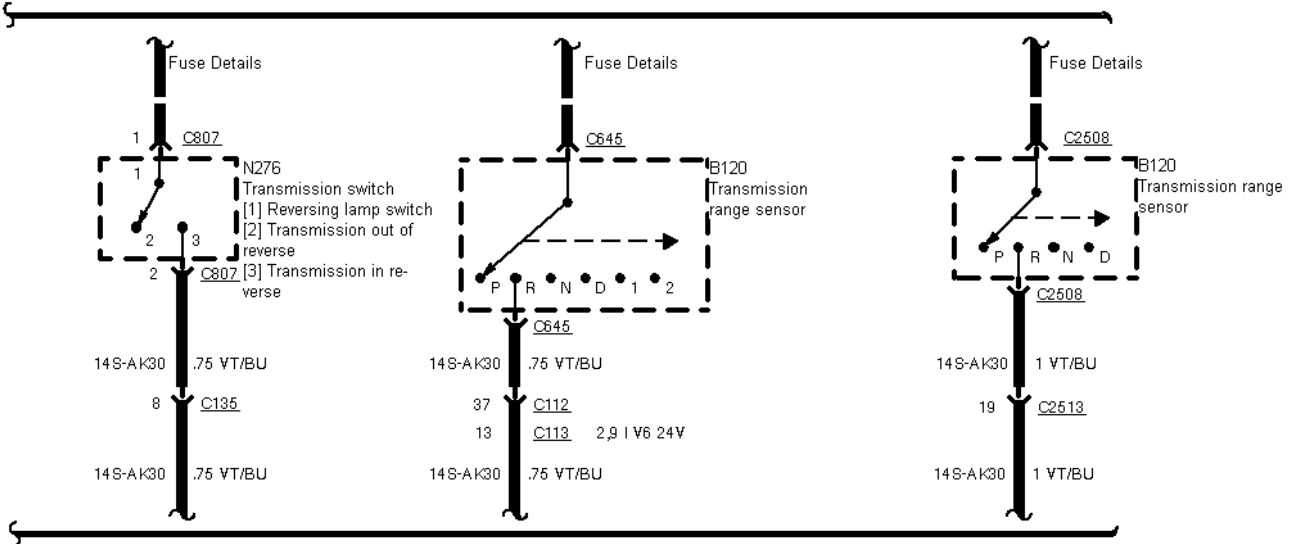 Fuse Details
Fuse Details
Fuse Details
1 C807
C645
C2508
1
N276
Transmission switch
[1] Reversing lamp switch
[2] Transmission out of
reverse
[3] Transmission in re-
verse
2 3
2 C807
B120
Transmission
range sensor
P R N D 1 2
C645
B120
Transmission range
sensor
P R N D
C2508
14S-AK30 .75 VT/BU
14S-AK30 .75 VT/BU
14S-AK30 1 VT/BU
8 C135
37 C112
13 C113 2,9 l V6 24V
19 C2513
14S-AK30 .75 VT/BU
14S-AK30 .75 VT/BU
14S-AK30 1 VT/BU